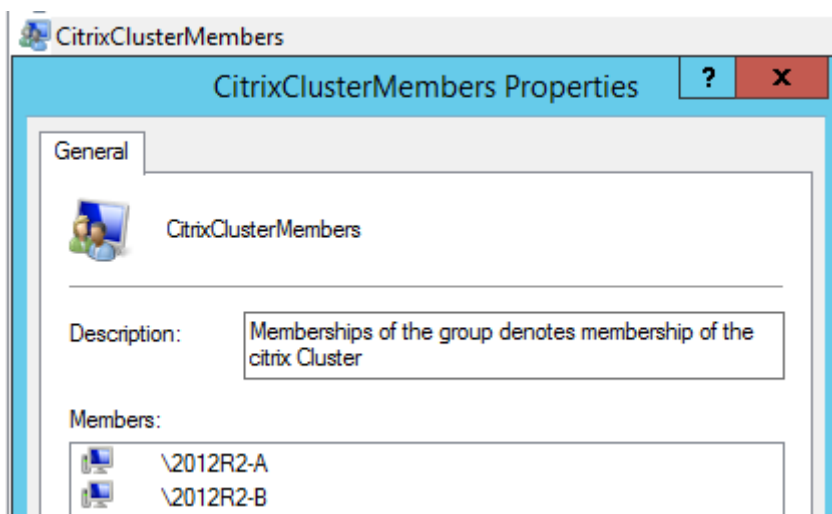 CitrixClusterMembers
CitrixClusterMembers Properties ? x
General
CitrixClusterMembers
Description: Memberships of the group denotes membership of the
citrix Cluster
Members:
\2012R2-A
\2012R2-B